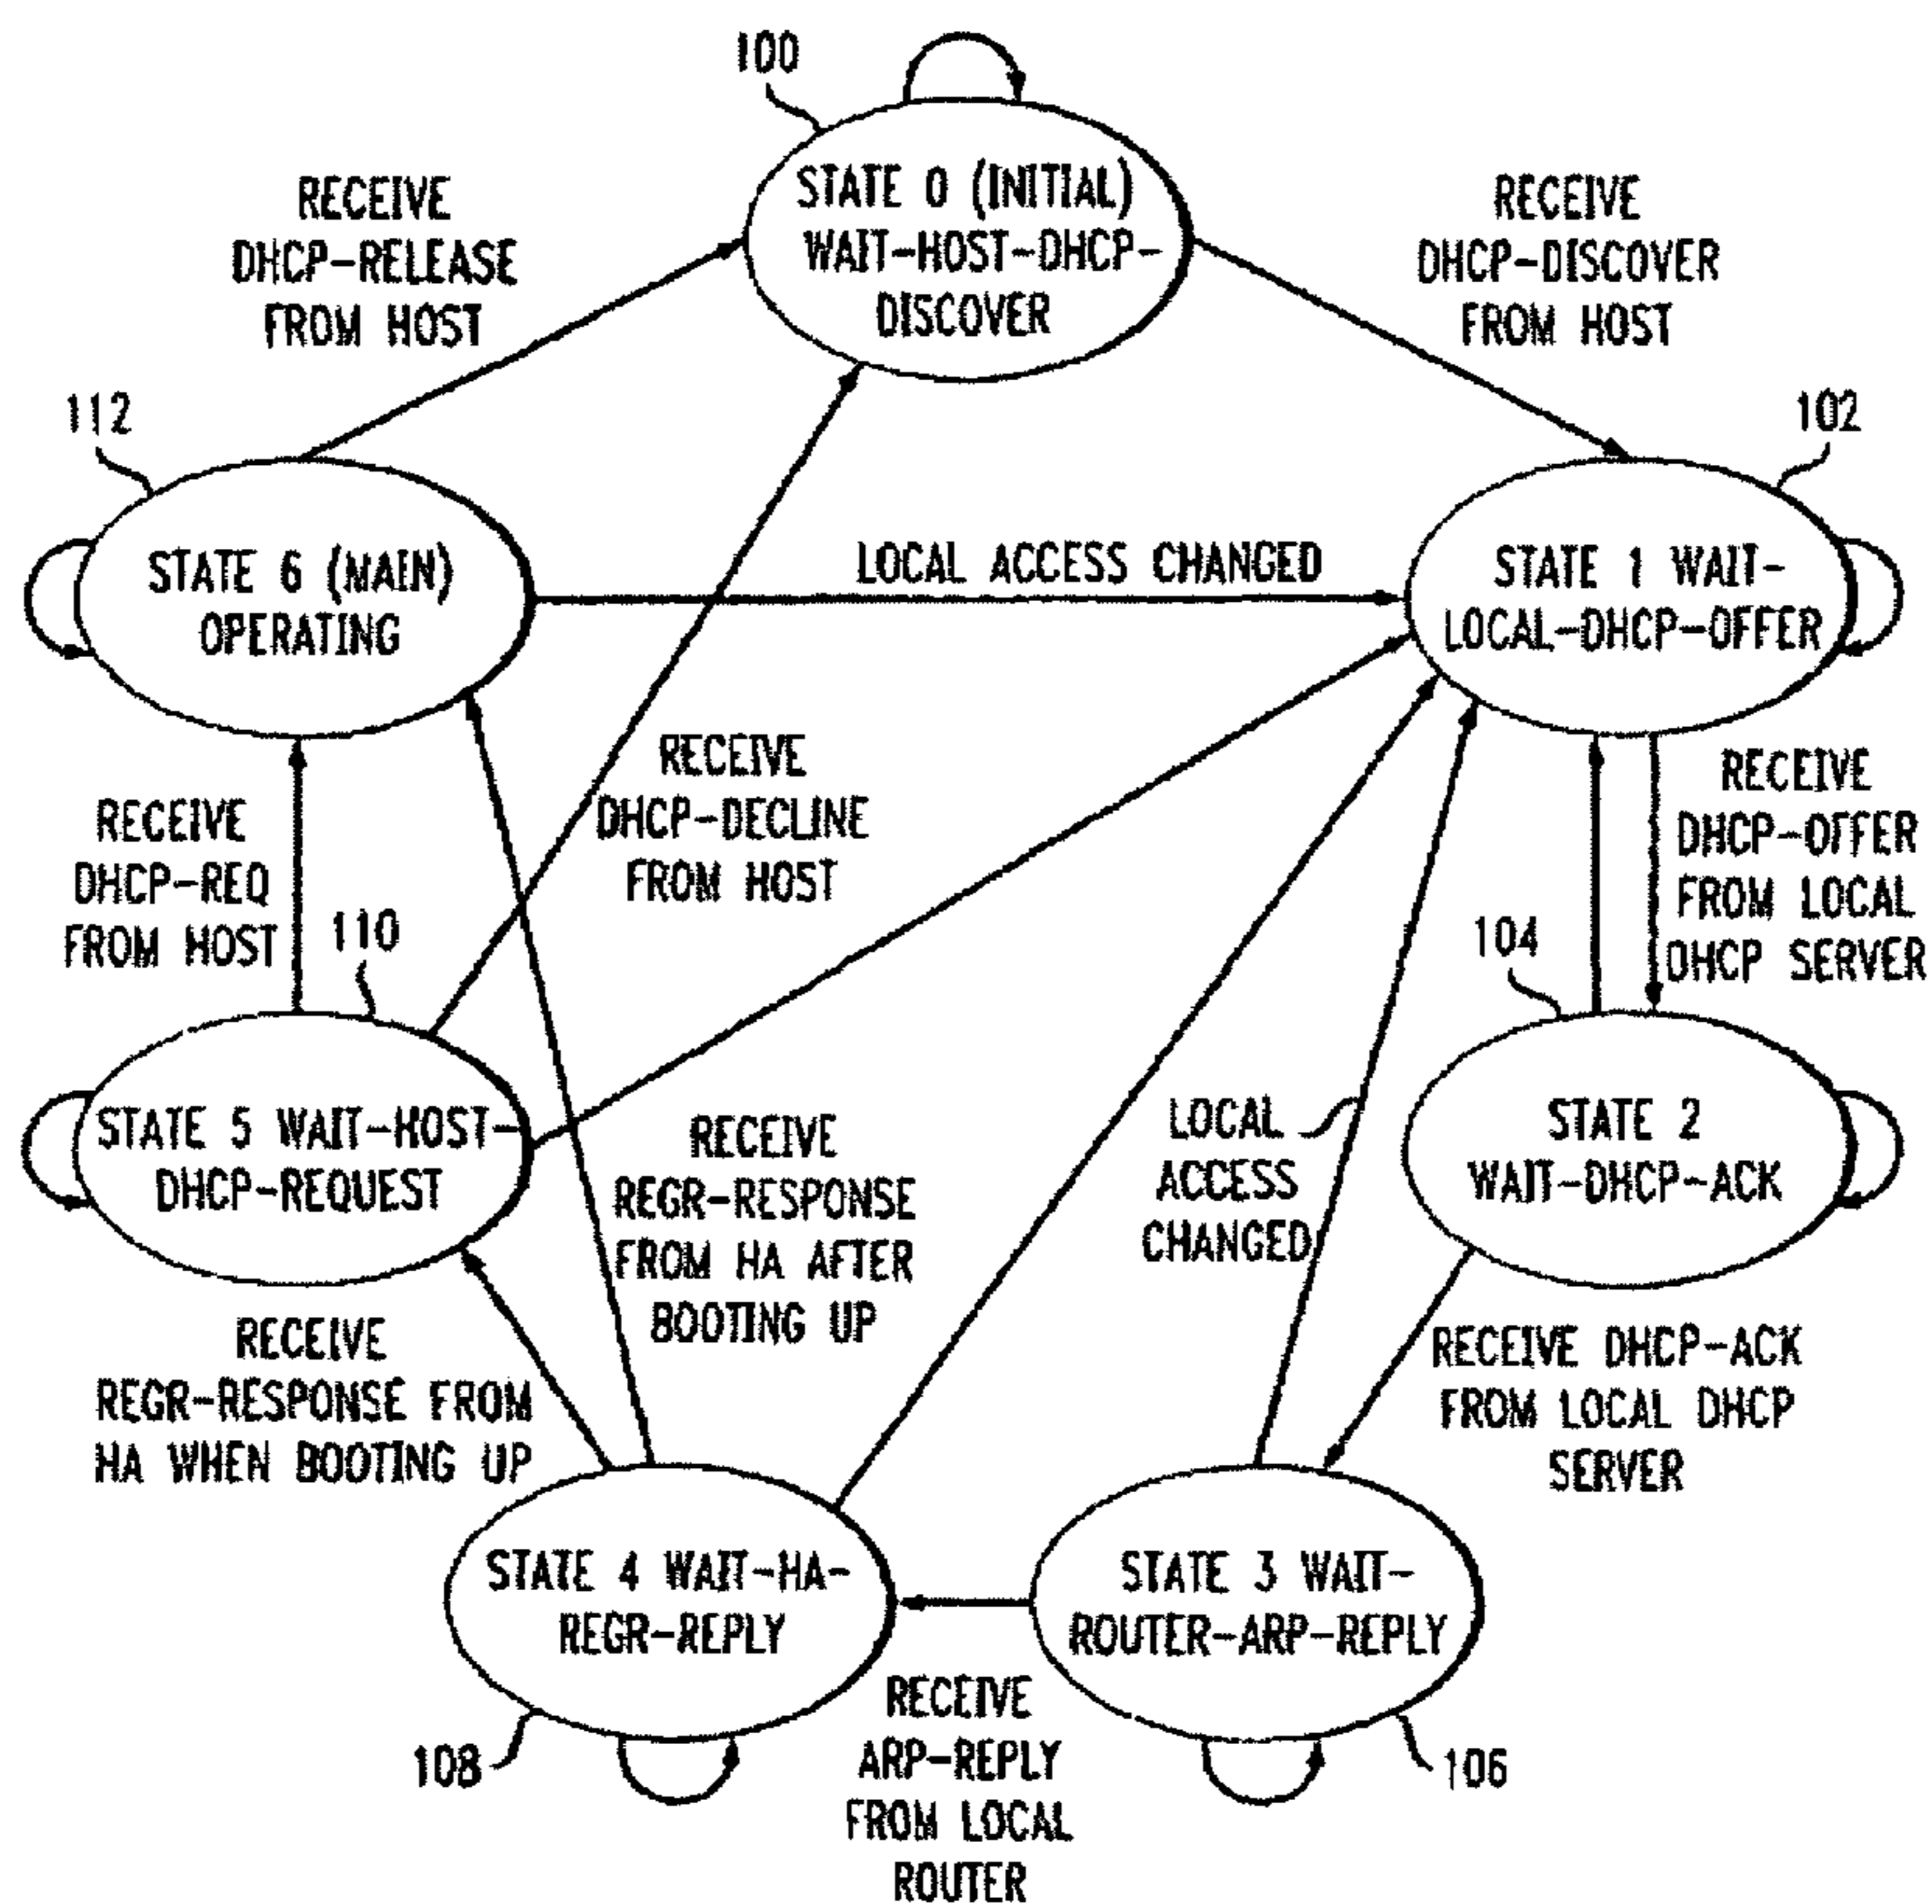 100
STATE 0 (INITIAL)
WAIT-HOST-DHCP-
DISCOVER
RECEIVE
DHCP-RELEASE
FROM HOST
RECEIVE
DHCP-DISCOVER
FROM HOST
112
102
STATE 6 (MAIN)
OPERATING
LOCAL ACCESS CHANGED
STATE 1 WAIT-
LOCAL-DHCP-OFFER
RECEIVE
DHCP-REQ
FROM HOST
110
RECEIVE
DHCP-DECLINE
FROM HOST
RECEIVE
DHCP-OFFER
FROM LOCAL
DHCP SERVER
104
STATE 5 WAIT-HOST-
DHCP-REQUEST
RECEIVE
REGR-RESPONSE
FROM HA AFTER
BOOTING UP
LOCAL
ACCESS
CHANGED
STATE 2
WAIT-DHCP-ACK
RECEIVE
REGR-RESPONSE FROM
HA WHEN BOOTING UP
RECEIVE DHCP-ACK
FROM LOCAL DHCP
SERVER
STATE 4 WAIT-HA-
REGR-REPLY
STATE 3 WAIT-
ROUTER-ARP-REPLY
108
RECEIVE
ARP-REPLY
FROM LOCAL
ROUTER
106